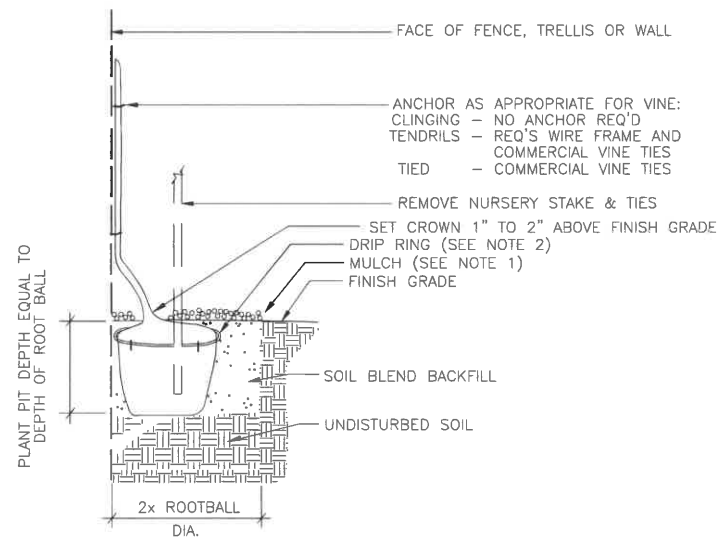 FACE OF FENCE, TRELLIS OR WALL
ANCHOR AS APPROPRIATE FOR VINE:
CLINGING - NO ANCHOR REQ'D
TENDRILS - REQ'S WIRE FRAME AND
COMMERCIAL VINE TIES
TIED - COMMERCIAL VINE TIES
REMOVE NURSERY STAKE & TIES
SET CROWN 1" TO 2" ABOVE FINISH GRADE
DRIP RING (SEE NOTE 2)
MULCH (SEE NOTE 1)
FINISH GRADE
PLANT PIT DEPTH EQUAL TO
DEPTH OF ROOT BALL
SOIL BLEND BACKFILL
UNDISTURBED SOIL
2x ROOTBALL
DIA.